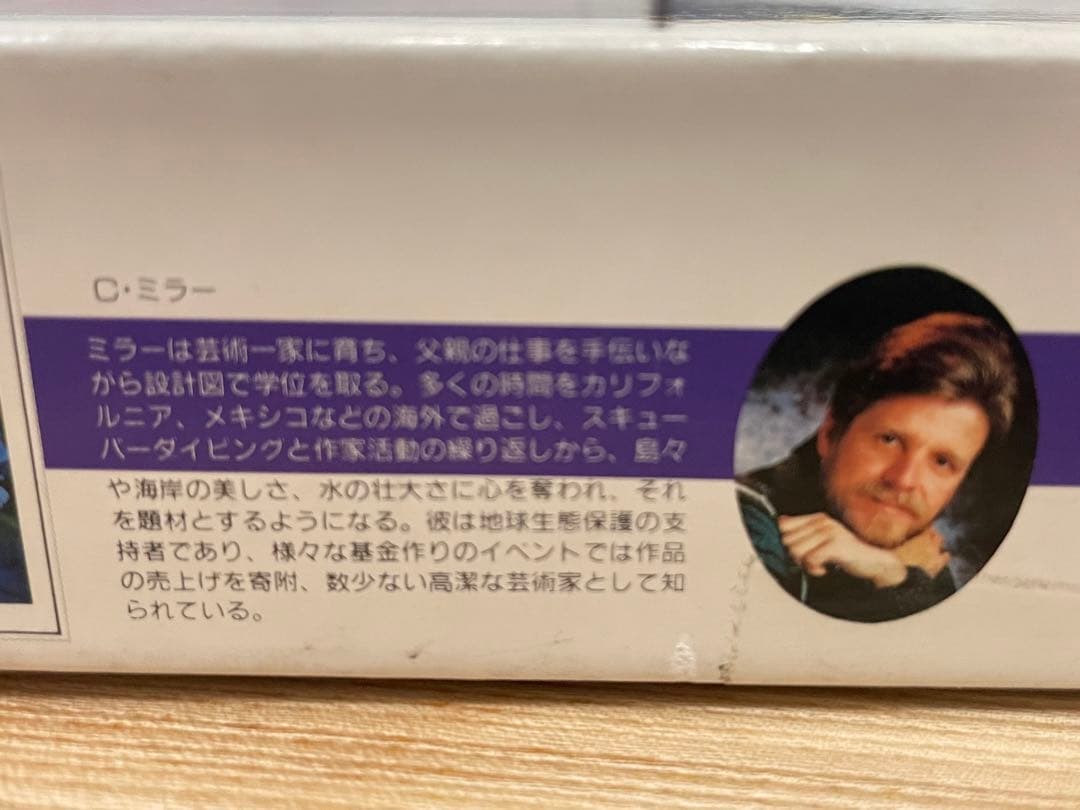 C・ミラー
ミラーは芸術一家に育ち、父親の仕事を手伝いな
がら設計図で学位を取る。多くの時間をカリフォ
ルニア、メキシコなどの海外で過ごし、スキュー
バーダイビングと作家活動の繰り返しから、島々
や海岸の美しさ、水の壮大さに心を奪われ、それ
を題材とするようになる。彼は地球生態保護の支
持者であり、様々な基金作りのイベントでは作品
の売上げを寄附、数少ない高潔な芸術家として知
られている。